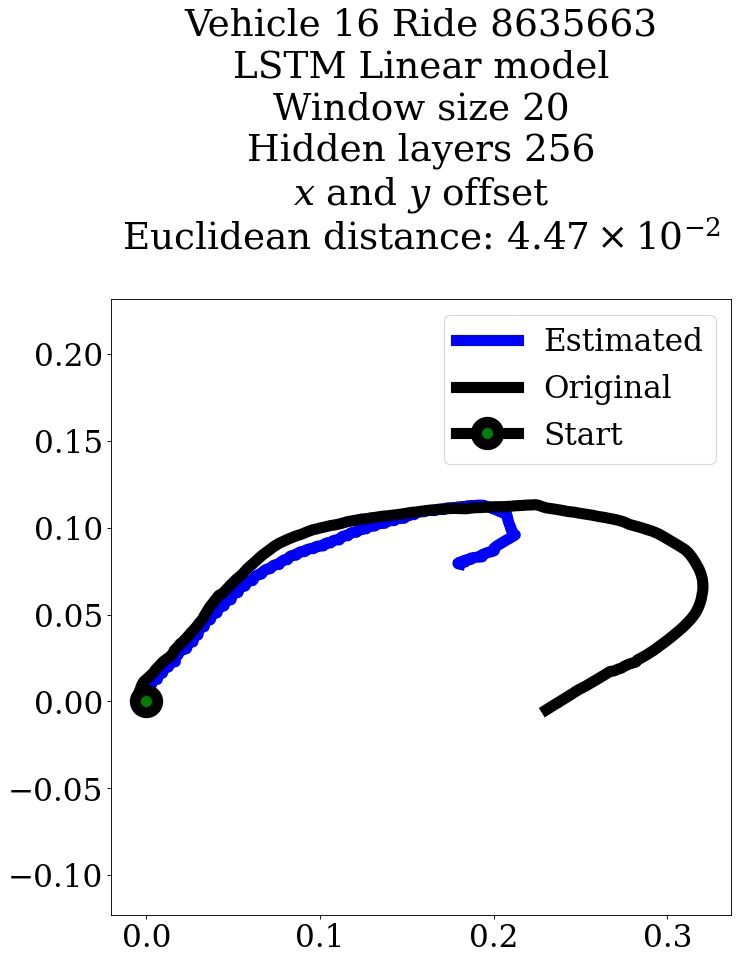 Vehicle 16 Ride 8635663
LSTM Linear model
Window size 20
Hidden layers 256
x and y offset
Euclidean distance: 4.47 × 10⁻²
Estimated
Original
Start
0.20
0.15
0.10
0.05
0.00
−0.05
−0.10
0.0 0.1 0.2 0.3